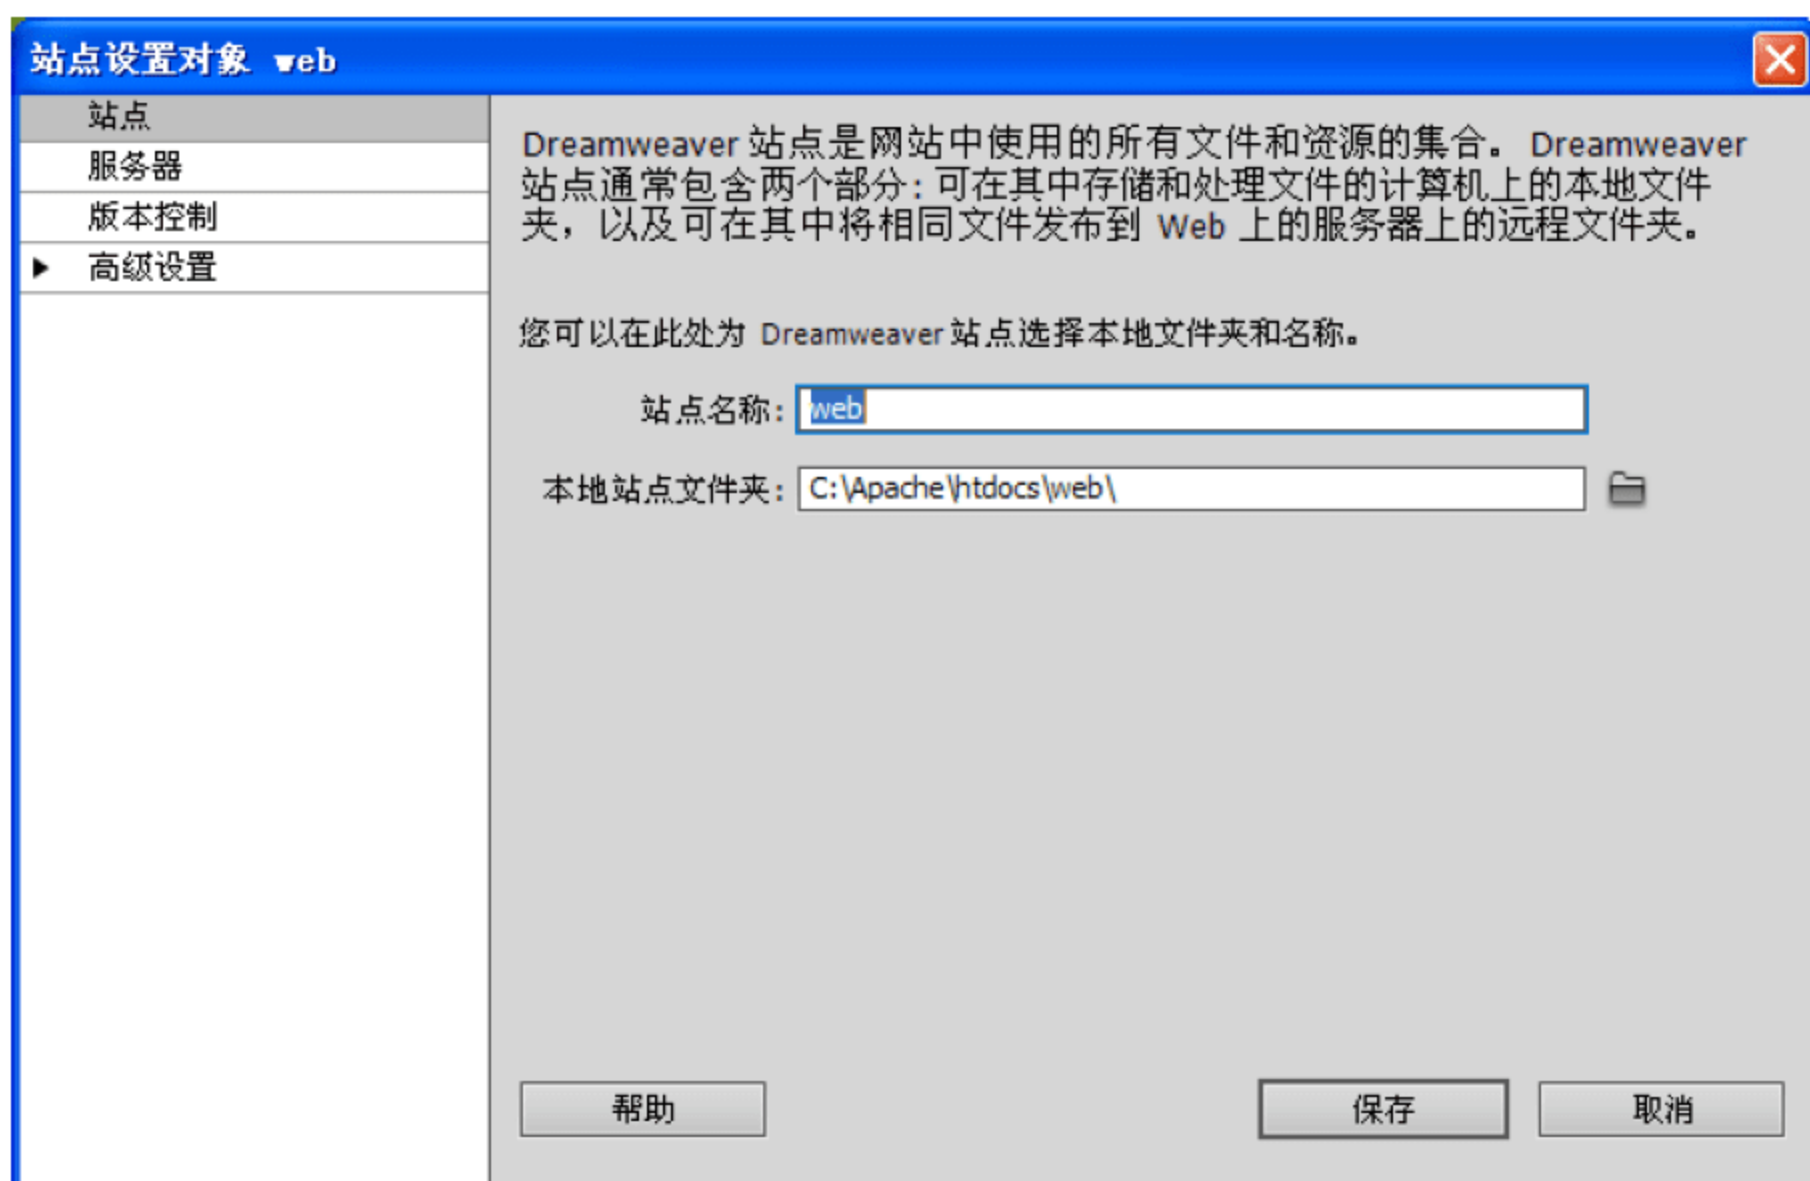 站点设置对象 web
站点
服务器
版本控制
高级设置
Dreamweaver 站点是网站中使用的所有文件和资源的集合。 Dreamweaver
站点通常包含两个部分：可在其中存储和处理文件的计算机上的本地文件
夹，以及可在其中将相同文件发布到 Web 上的服务器上的远程文件夹。
您可以在此处为 Dreamweaver 站点选择本地文件夹和名称。
站点名称： web
本地站点文件夹： C:\Apache\htdocs\web\
帮助 保存 取消